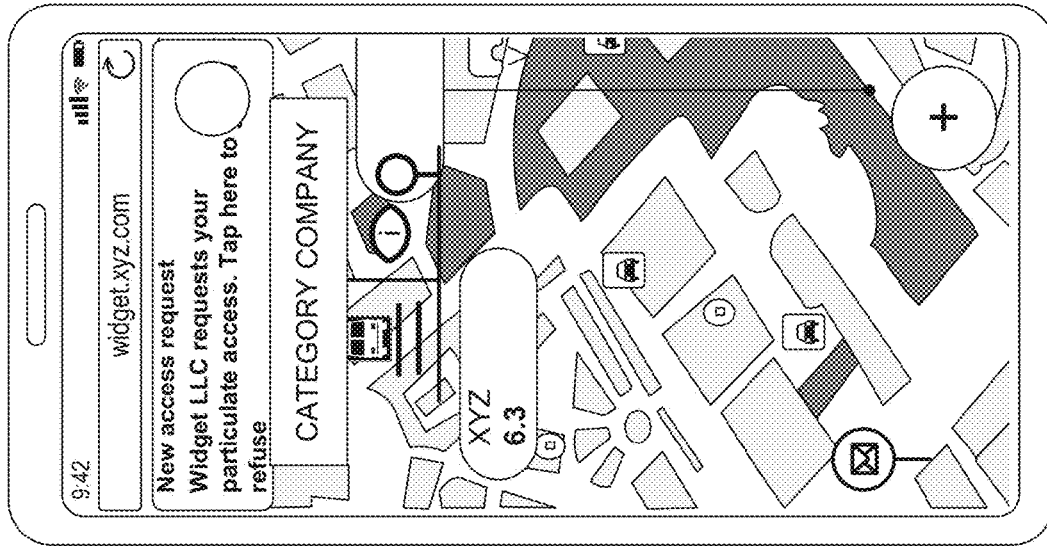 9:42
widget.xyz.com
New access request
Widget LLC requests your
particulate access. Tap here to
refuse
CATEGORY COMPANY
XYZ
6.3
+